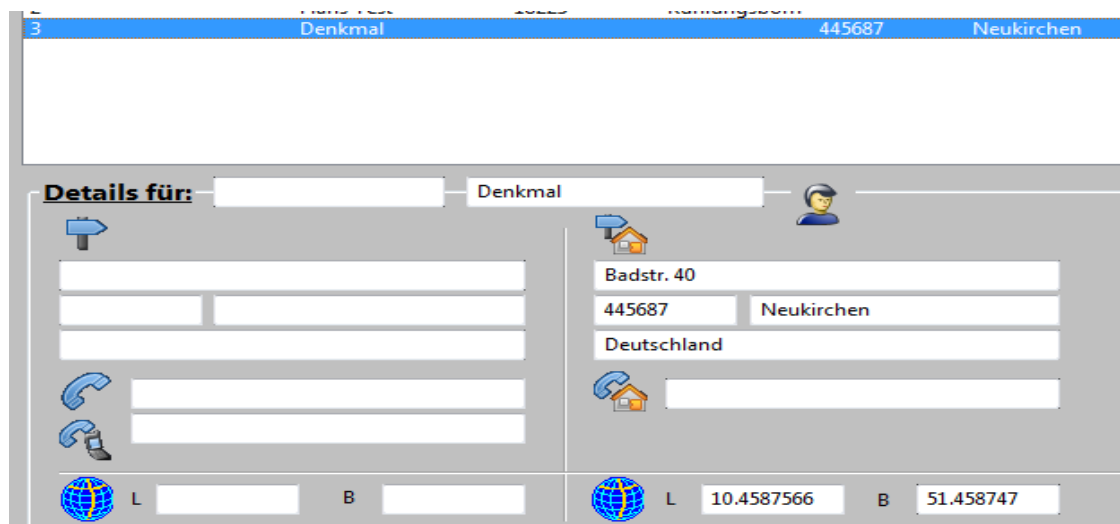 3 Denkmal 445687 Neukirchen
Details für: Denkmal
Badstr. 40
445687 Neukirchen
Deutschland
L B L 10.4587566 B 51.458747